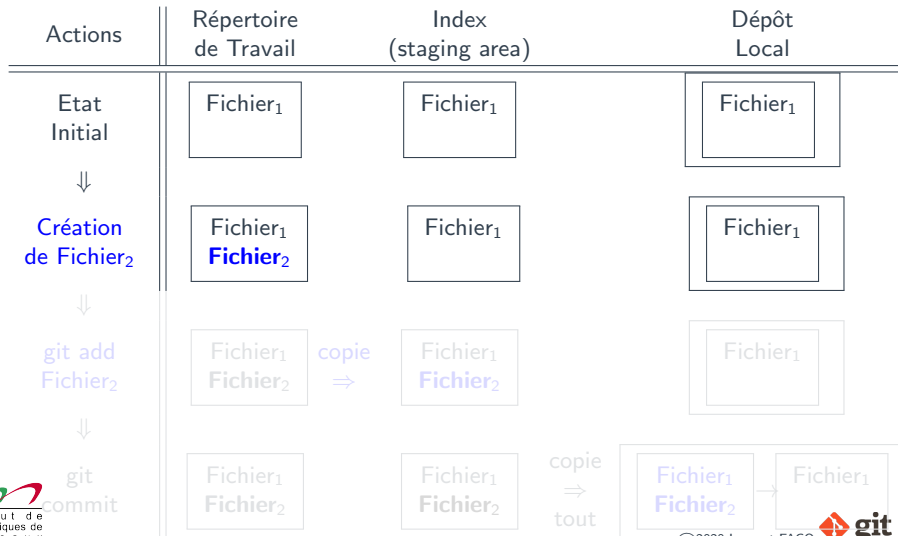 Actions
Répertoire
de Travail
Index
(staging area)
Dépôt
Local
Etat
Initial
Fichier₁
Fichier₁
Fichier₁
⇓
Création
de Fichier₂
Fichier₁
Fichier₂
Fichier₁
Fichier₁
⇓
git add
Fichier₂
Fichier₁
Fichier₂
copie
⇒
Fichier₁
Fichier₂
Fichier₁
⇓
git
commit
Fichier₁
Fichier₂
Fichier₁
Fichier₂
copie
⇒
tout
Fichier₁
Fichier₂
→
Fichier₁
git